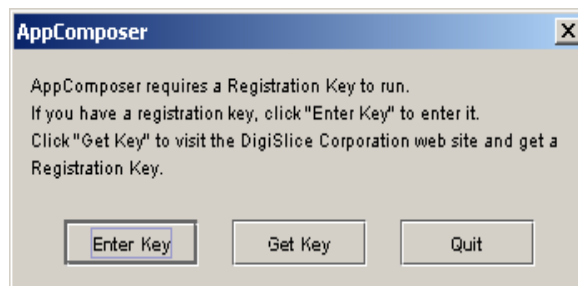 AppComposer
AppComposer requires a Registration Key to run.
If you have a registration key, click "Enter Key" to enter it.
Click "Get Key" to visit the DigiSlice Corporation web site and get a
Registration Key.
Enter Key Get Key Quit